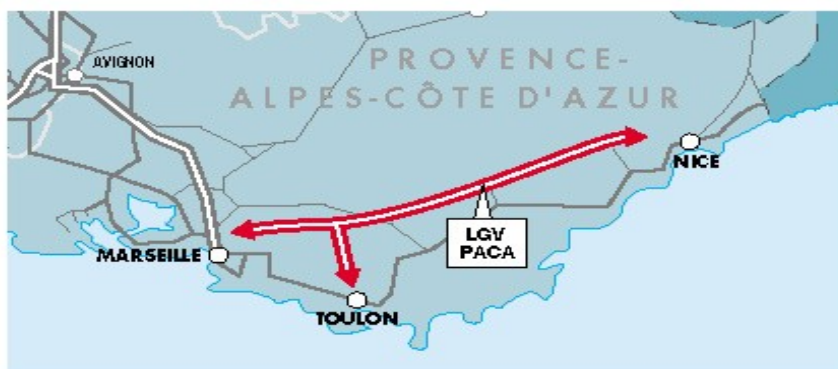 AVIGNON
PROVENCE-
ALPES-CÔTE D'AZUR
NICE
LGV
PACA
MARSEILLE
TOULON